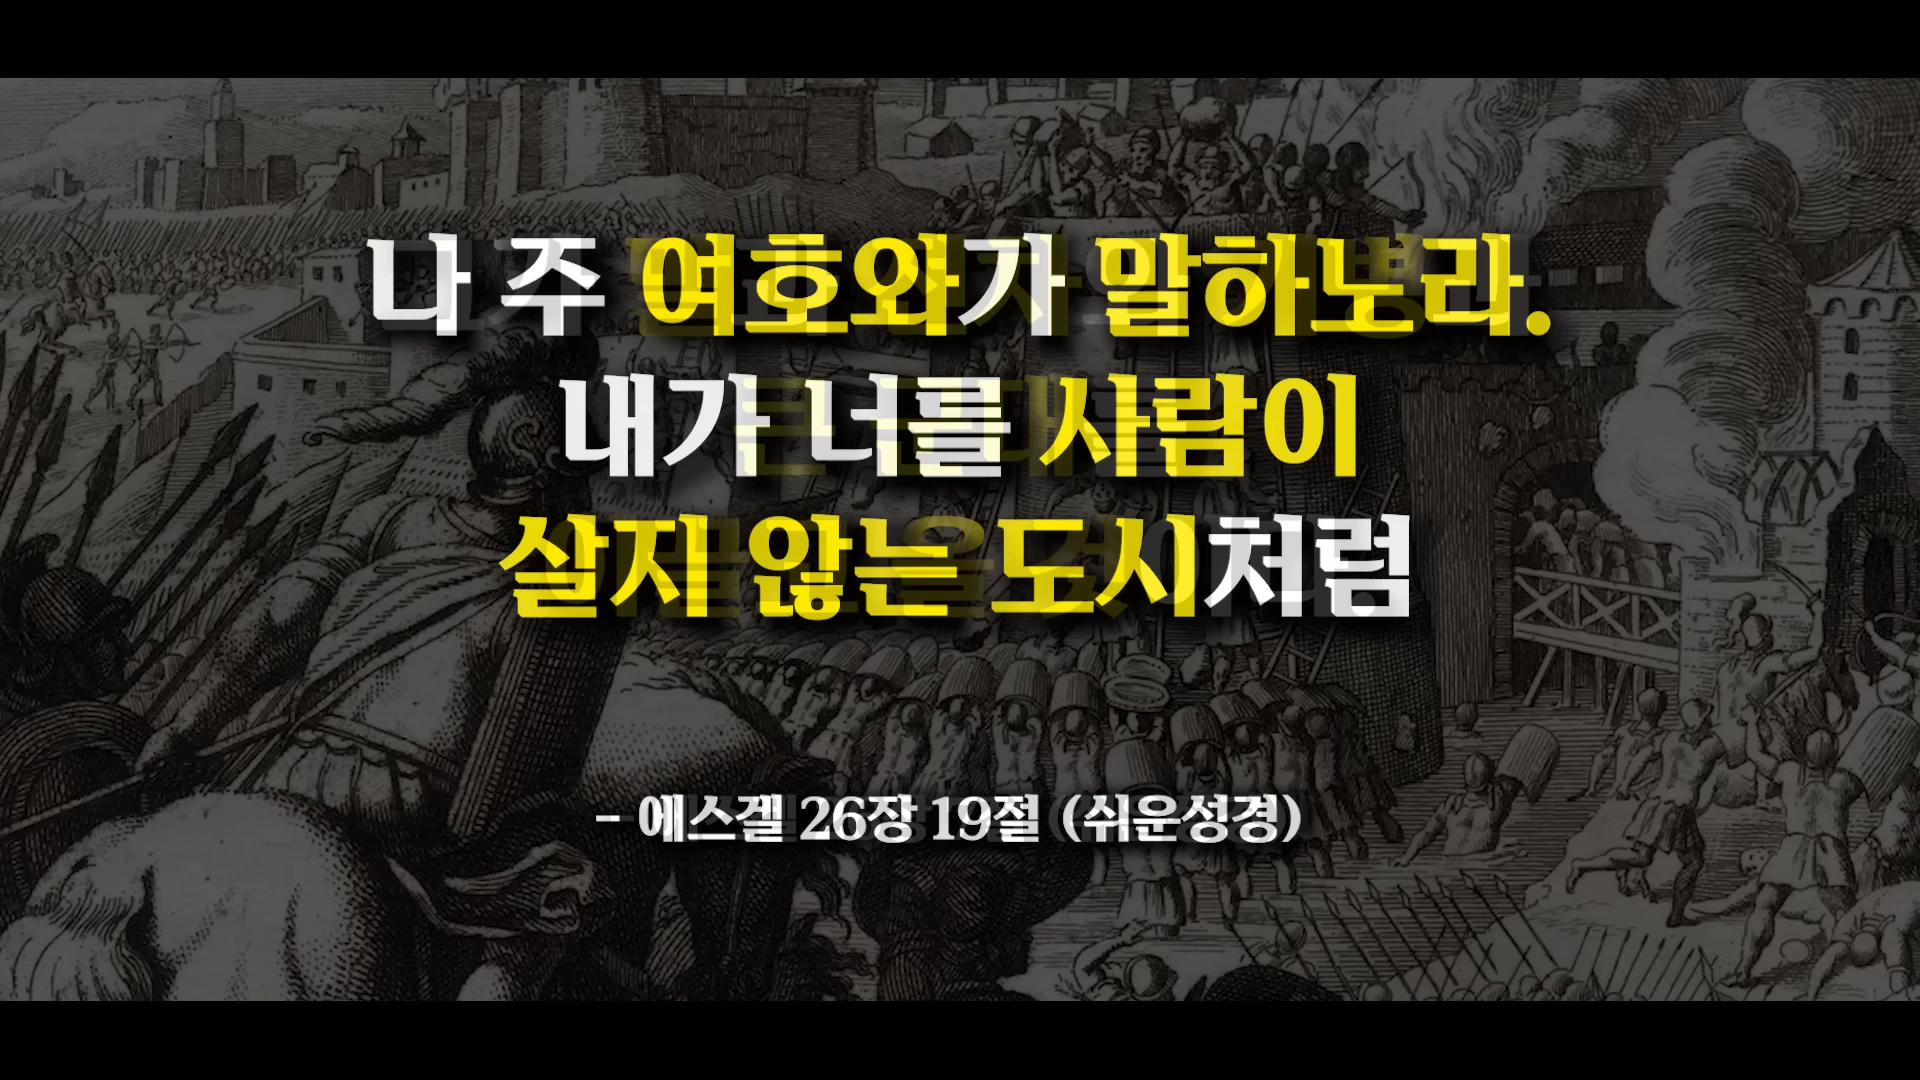 나 주 여호와가 말하노라.
내가 너를 사람이
살지 않는 도시처럼
- 에스겔 26장 19절 (쉬운성경)